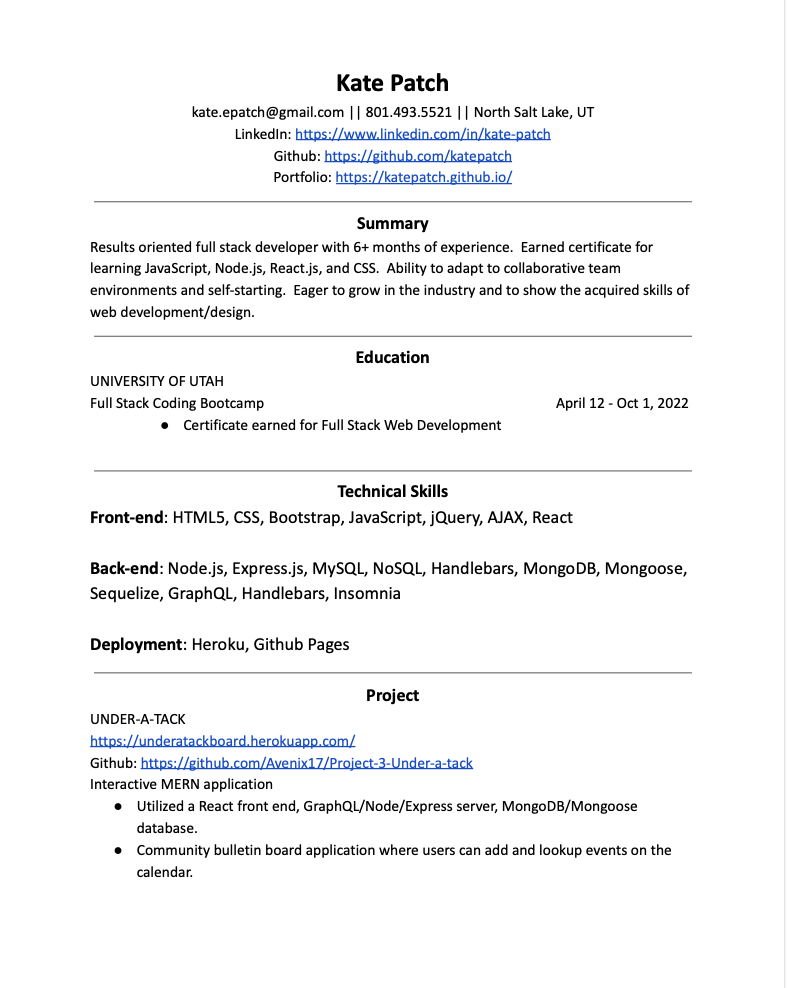 Kate Patch
kate.epatch@gmail.com || 801.493.5521 || North Salt Lake, UT
LinkedIn: https://www.linkedin.com/in/kate-patch
Github: https://github.com/katepatch
Portfolio: https://katepatch.github.io/
Summary
Results oriented full stack developer with 6+ months of experience.  Earned certificate for
learning JavaScript, Node.js, React.js, and CSS.  Ability to adapt to collaborative team
environments and self-starting.  Eager to grow in the industry and to show the acquired skills of
web development/design.
Education
UNIVERSITY OF UTAH
Full Stack Coding Bootcamp April 12 - Oct 1, 2022
● Certificate earned for Full Stack Web Development
Technical Skills
Front-end: HTML5, CSS, Bootstrap, JavaScript, jQuery, AJAX, React
Back-end: Node.js, Express.js, MySQL, NoSQL, Handlebars, MongoDB, Mongoose,
Sequelize, GraphQL, Handlebars, Insomnia
Deployment: Heroku, Github Pages
Project
UNDER-A-TACK
https://underatackboard.herokuapp.com/
Github: https://github.com/Avenix17/Project-3-Under-a-tack
Interactive MERN application
● Utilized a React front end, GraphQL/Node/Express server, MongoDB/Mongoose
database.
● Community bulletin board application where users can add and lookup events on the
calendar.